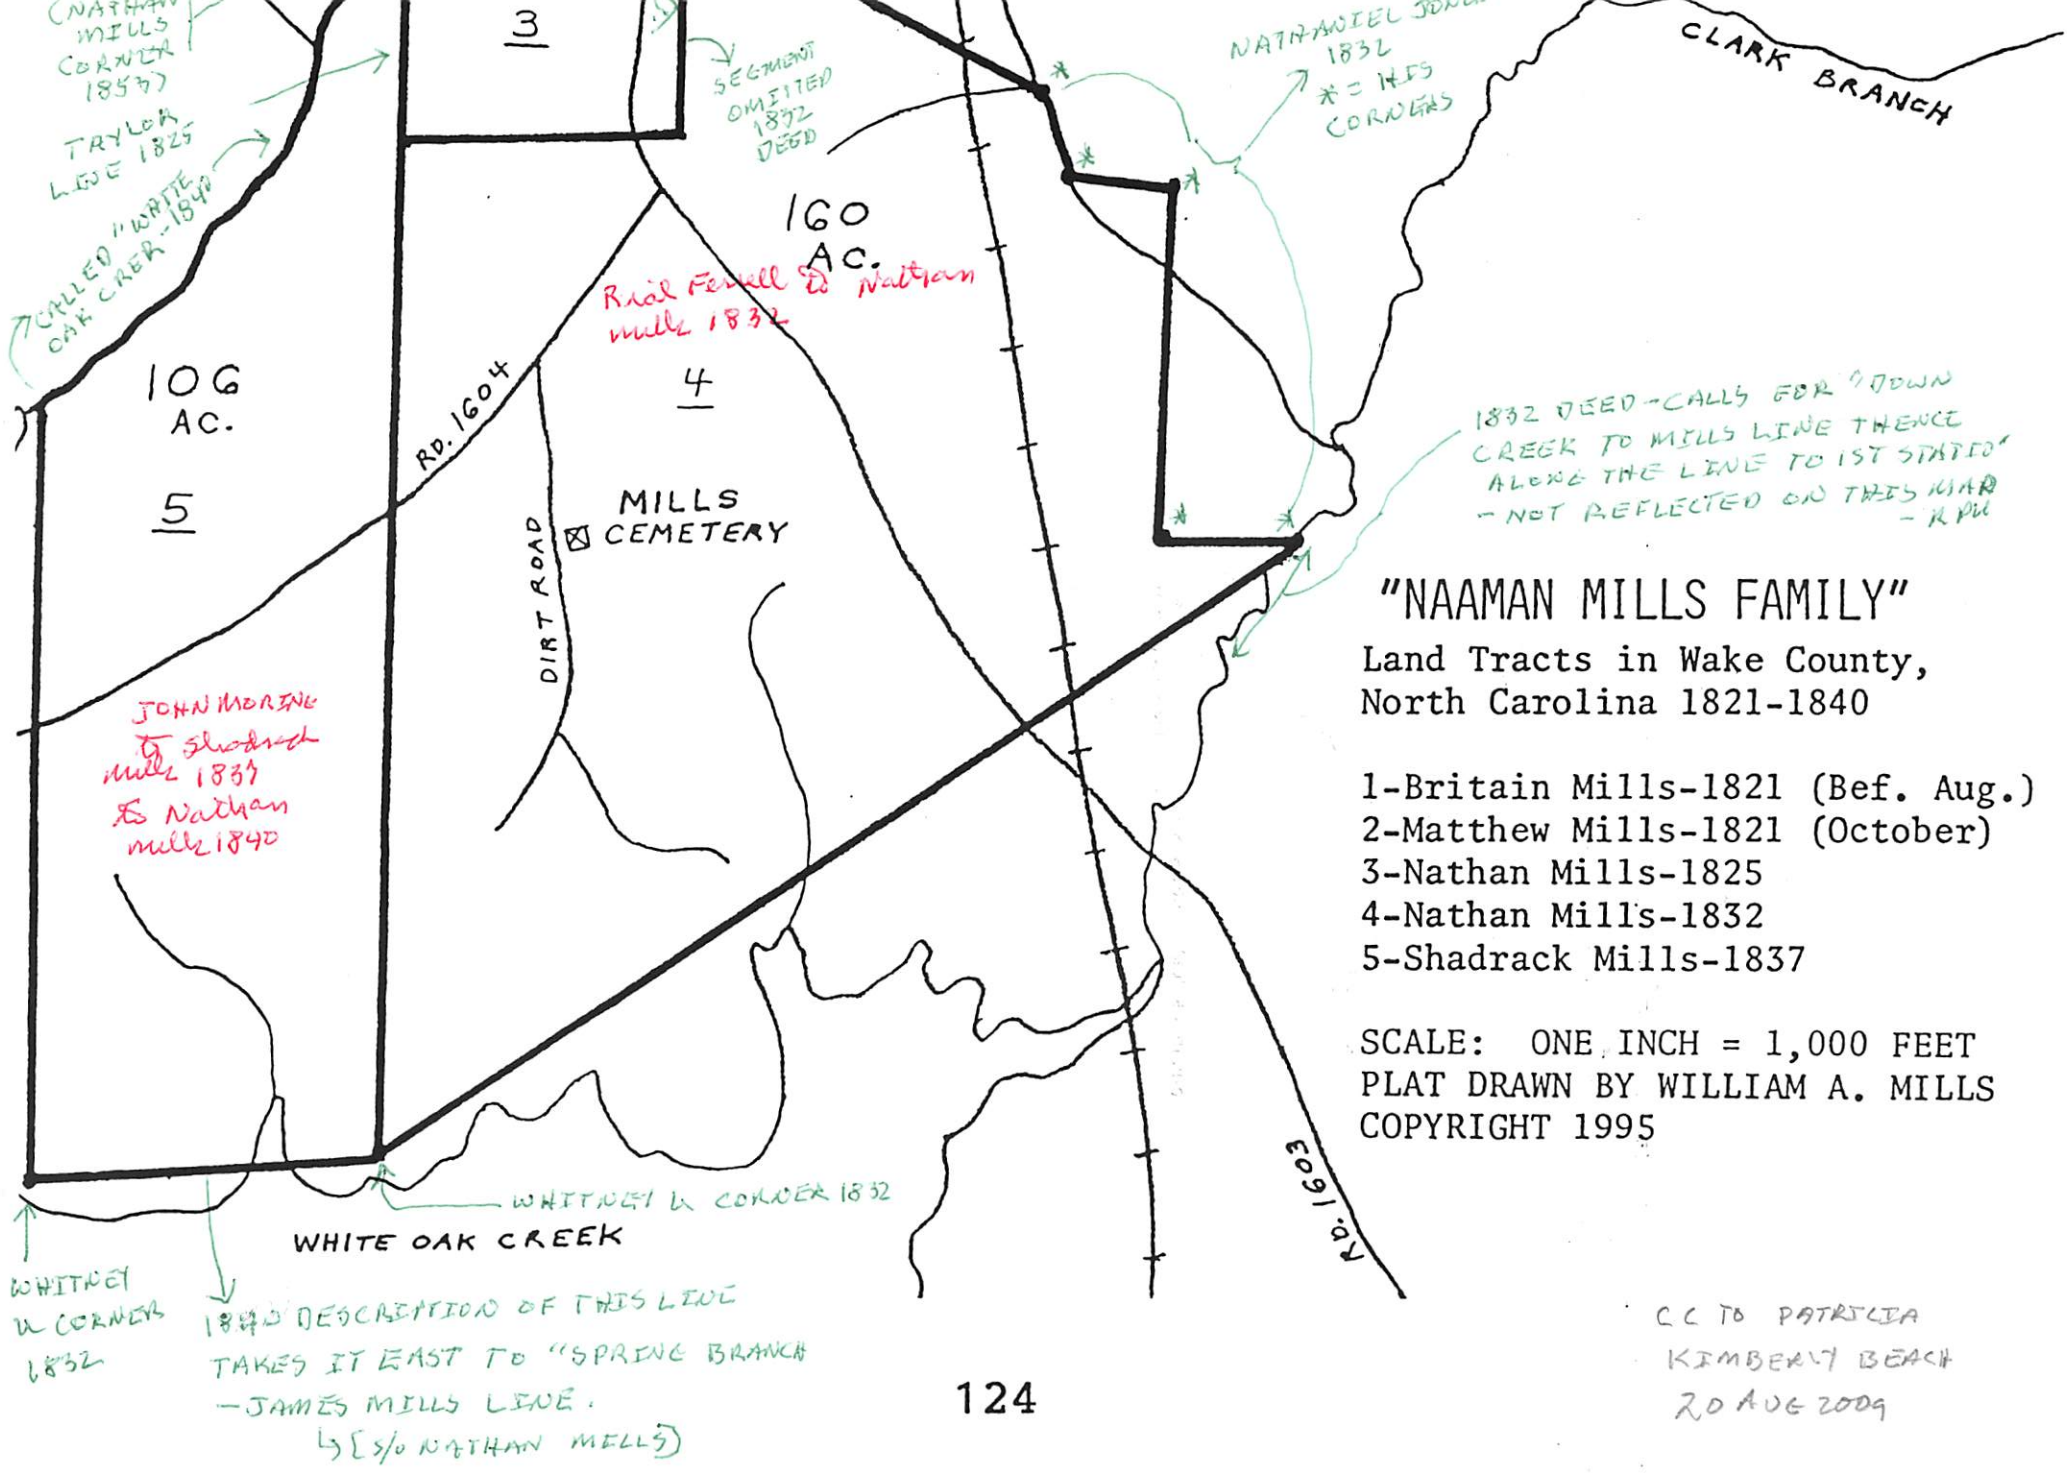 (NATHAN
MILLS
CORNER
1853?)
TAYLOR
LINE 1825
CALLED "WHITE
OAK CREEK"-1840
3
SEGMENT
OMITTED
1832
DEED
NATHANIEL JONES
1832
* = HIS
CORNERS
CLARK BRANCH
*
*
*
*
*
160
AC.
Rial Ferrell to Nathan
Mills 1832
4
106
AC.
5
RD. 1604
DIRT ROAD
MILLS
CEMETERY
1832 DEED-CALLS FOR "DOWN
CREEK TO MILLS LINE THENCE
ALONG THE LINE TO 1ST STATIO"
- NOT REFLECTED ON THIS MAP
- RPW
JOHN MORING
to Shadrach
Mills 1837
to Nathan
Mills 1840
"NAAMAN MILLS FAMILY"
Land Tracts in Wake County,
North Carolina 1821-1840
1-Britain Mills-1821 (Bef. Aug.)
2-Matthew Mills-1821 (October)
3-Nathan Mills-1825
4-Nathan Mills-1832
5-Shadrack Mills-1837
SCALE: ONE INCH = 1,000 FEET
PLAT DRAWN BY WILLIAM A. MILLS
COPYRIGHT 1995
RD. 1603
WHITNEY CORNER 1832
WHITE OAK CREEK
WHITNEY
CORNER
1832
1840 DESCRIPTION OF THIS LINE
TAKES IT EAST TO "SPRING BRANCH
-JAMES MILLS LINE.
[S/O NATHAN MILLS]
124
CC TO PATRICIA
KIMBERLY BEACH
20 AUG 2009